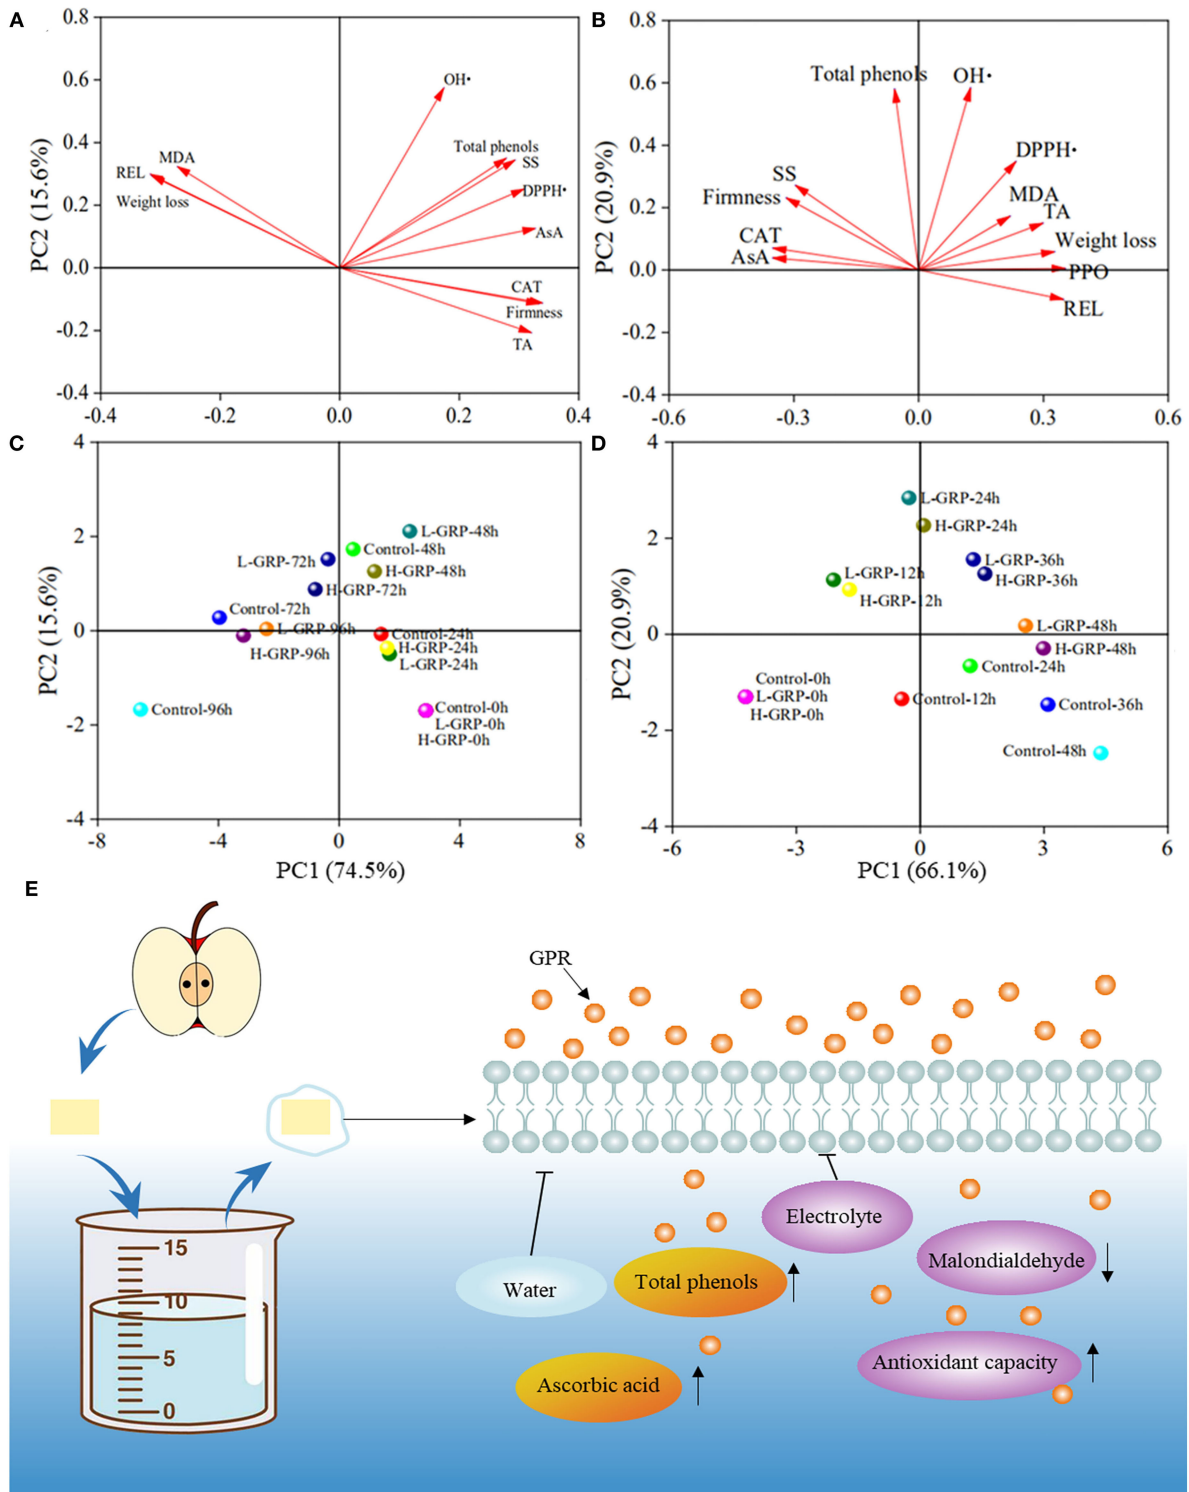 A
0.8
0.6
0.4
0.2
0.0
-0.2
-0.4
PC2 (15.6%)
OH·
Total phenols
SS
DPPH·
AsA
CAT
Firmness
TA
MDA
REL
Weight loss
-0.4
-0.2
0.0
0.2
0.4
B
0.8
0.6
0.4
0.2
0.0
-0.2
-0.4
PC2 (20.9%)
Total phenols
OH·
DPPH·
SS
Firmness
MDA
TA
CAT
AsA
Weight loss
PPO
REL
-0.6
-0.3
0.0
0.3
0.6
C
4
2
0
-2
-4
PC2 (15.6%)
L-GRP-48h
Control-48h
L-GRP-72h
H-GRP-48h
H-GRP-72h
Control-72h
L-GRP-96h
Control-24h
H-GRP-96h
H-GRP-24h
L-GRP-24h
Control-96h
Control-0h
L-GRP-0h
H-GRP-0h
-8
-4
0
4
8
PC1 (74.5%)
D
4
2
0
-2
-4
PC2 (20.9%)
L-GRP-24h
H-GRP-24h
L-GRP-36h
L-GRP-12h
H-GRP-36h
H-GRP-12h
L-GRP-48h
H-GRP-48h
Control-24h
Control-0h
L-GRP-0h
H-GRP-0h
Control-12h
Control-36h
Control-48h
-6
-3
0
3
6
PC1 (66.1%)
E
GPR
Electrolyte
Malondialdehyde
Water
Total phenols
Antioxidant capacity
Ascorbic acid
15
10
5
0